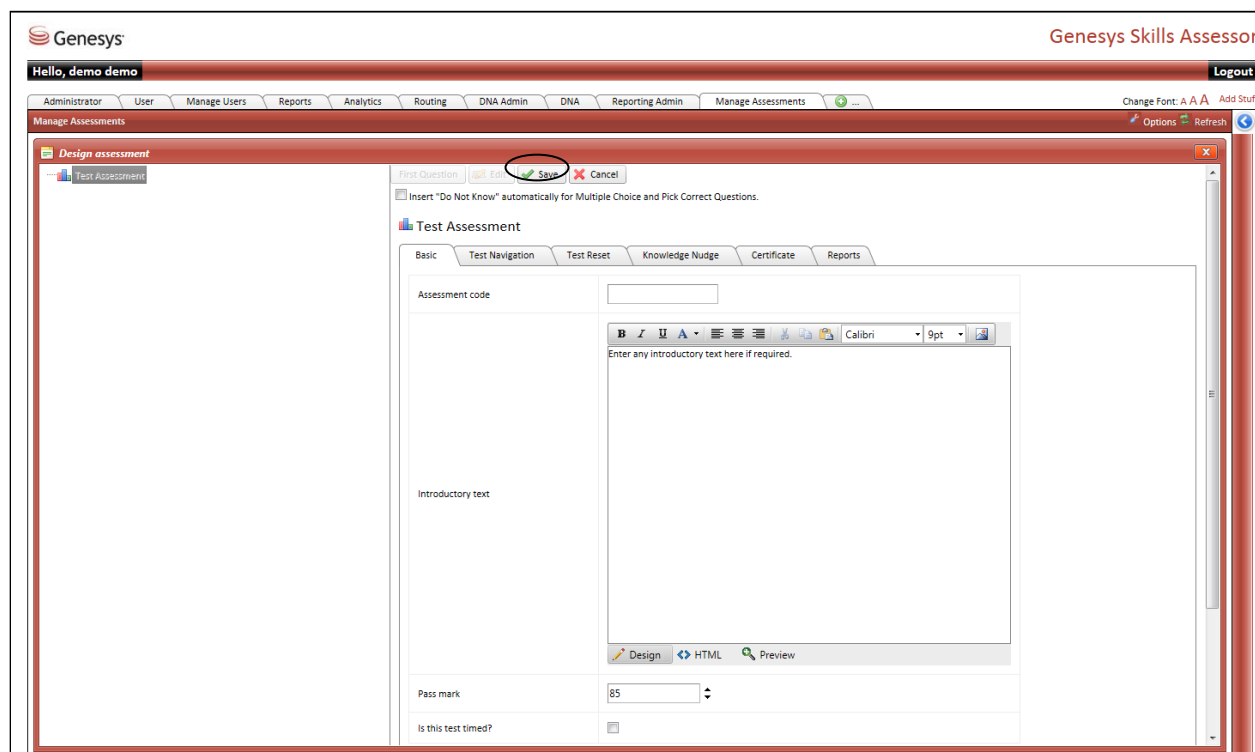 Genesys
Genesys Skills Assessor
Hello, demo demo
Logout
Administrator User Manage Users Reports Analytics Routing DNA Admin DNA Reporting Admin Manage Assessments ... Change Font: A A A Add Stuf
Manage Assessments Options Refresh
Design assessment X
Test Assessment
First Question Edit Save Cancel
Insert "Do Not Know" automatically for Multiple Choice and Pick Correct Questions.
Test Assessment
Basic Test Navigation Test Reset Knowledge Nudge Certificate Reports
Assessment code
B I U A Calibri 9pt
Enter any introductory text here if required.
Introductory text
Design HTML Preview
Pass mark 85
Is this test timed?